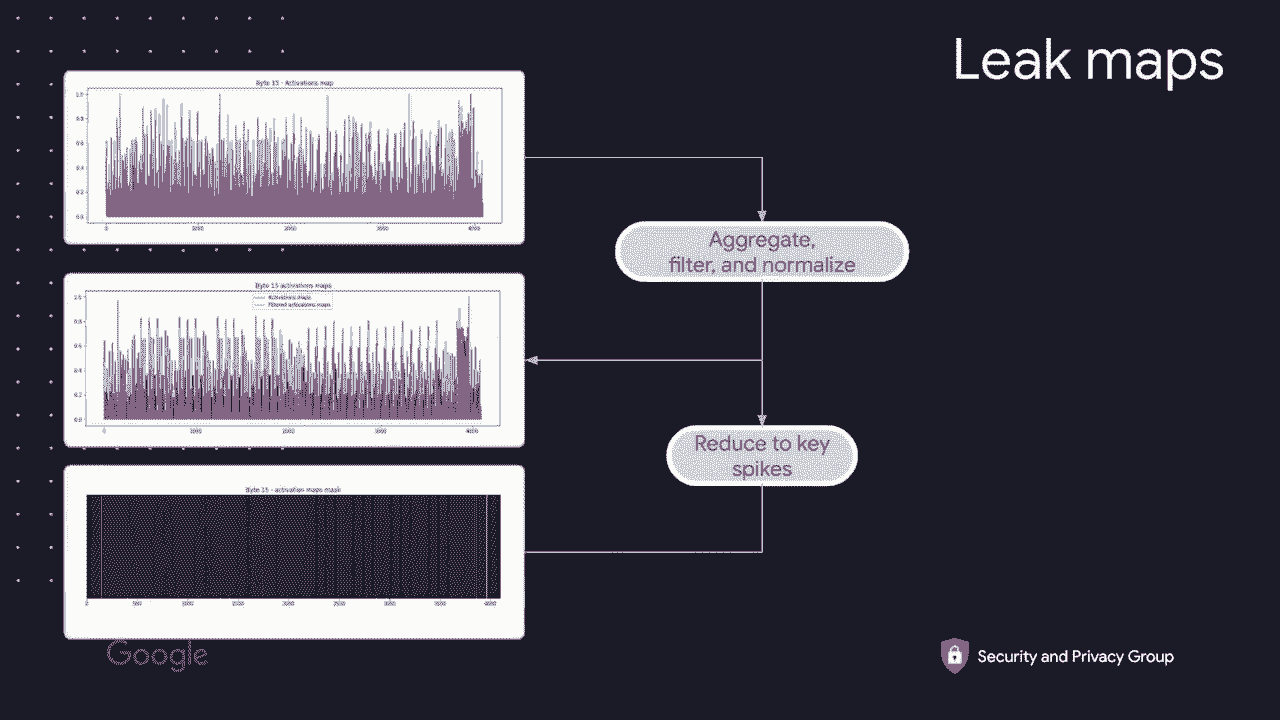 Leak maps
Byte 13 - Activations map
1.0
0.8
0.6
0.4
0.2
0.0
0 1000 2000 3000 4000
Aggregate,
filter, and normalize
Byte 13 activations maps
Activations maps
Filtered activations maps
1.0
0.8
0.6
0.4
0.2
0.0
0 1000 2000 3000 4000
Reduce to key
spikes
Byte 13 - activation maps mask
0 500 1000 1500 2000 2500 3000 3500 4000
Google
Security and Privacy Group